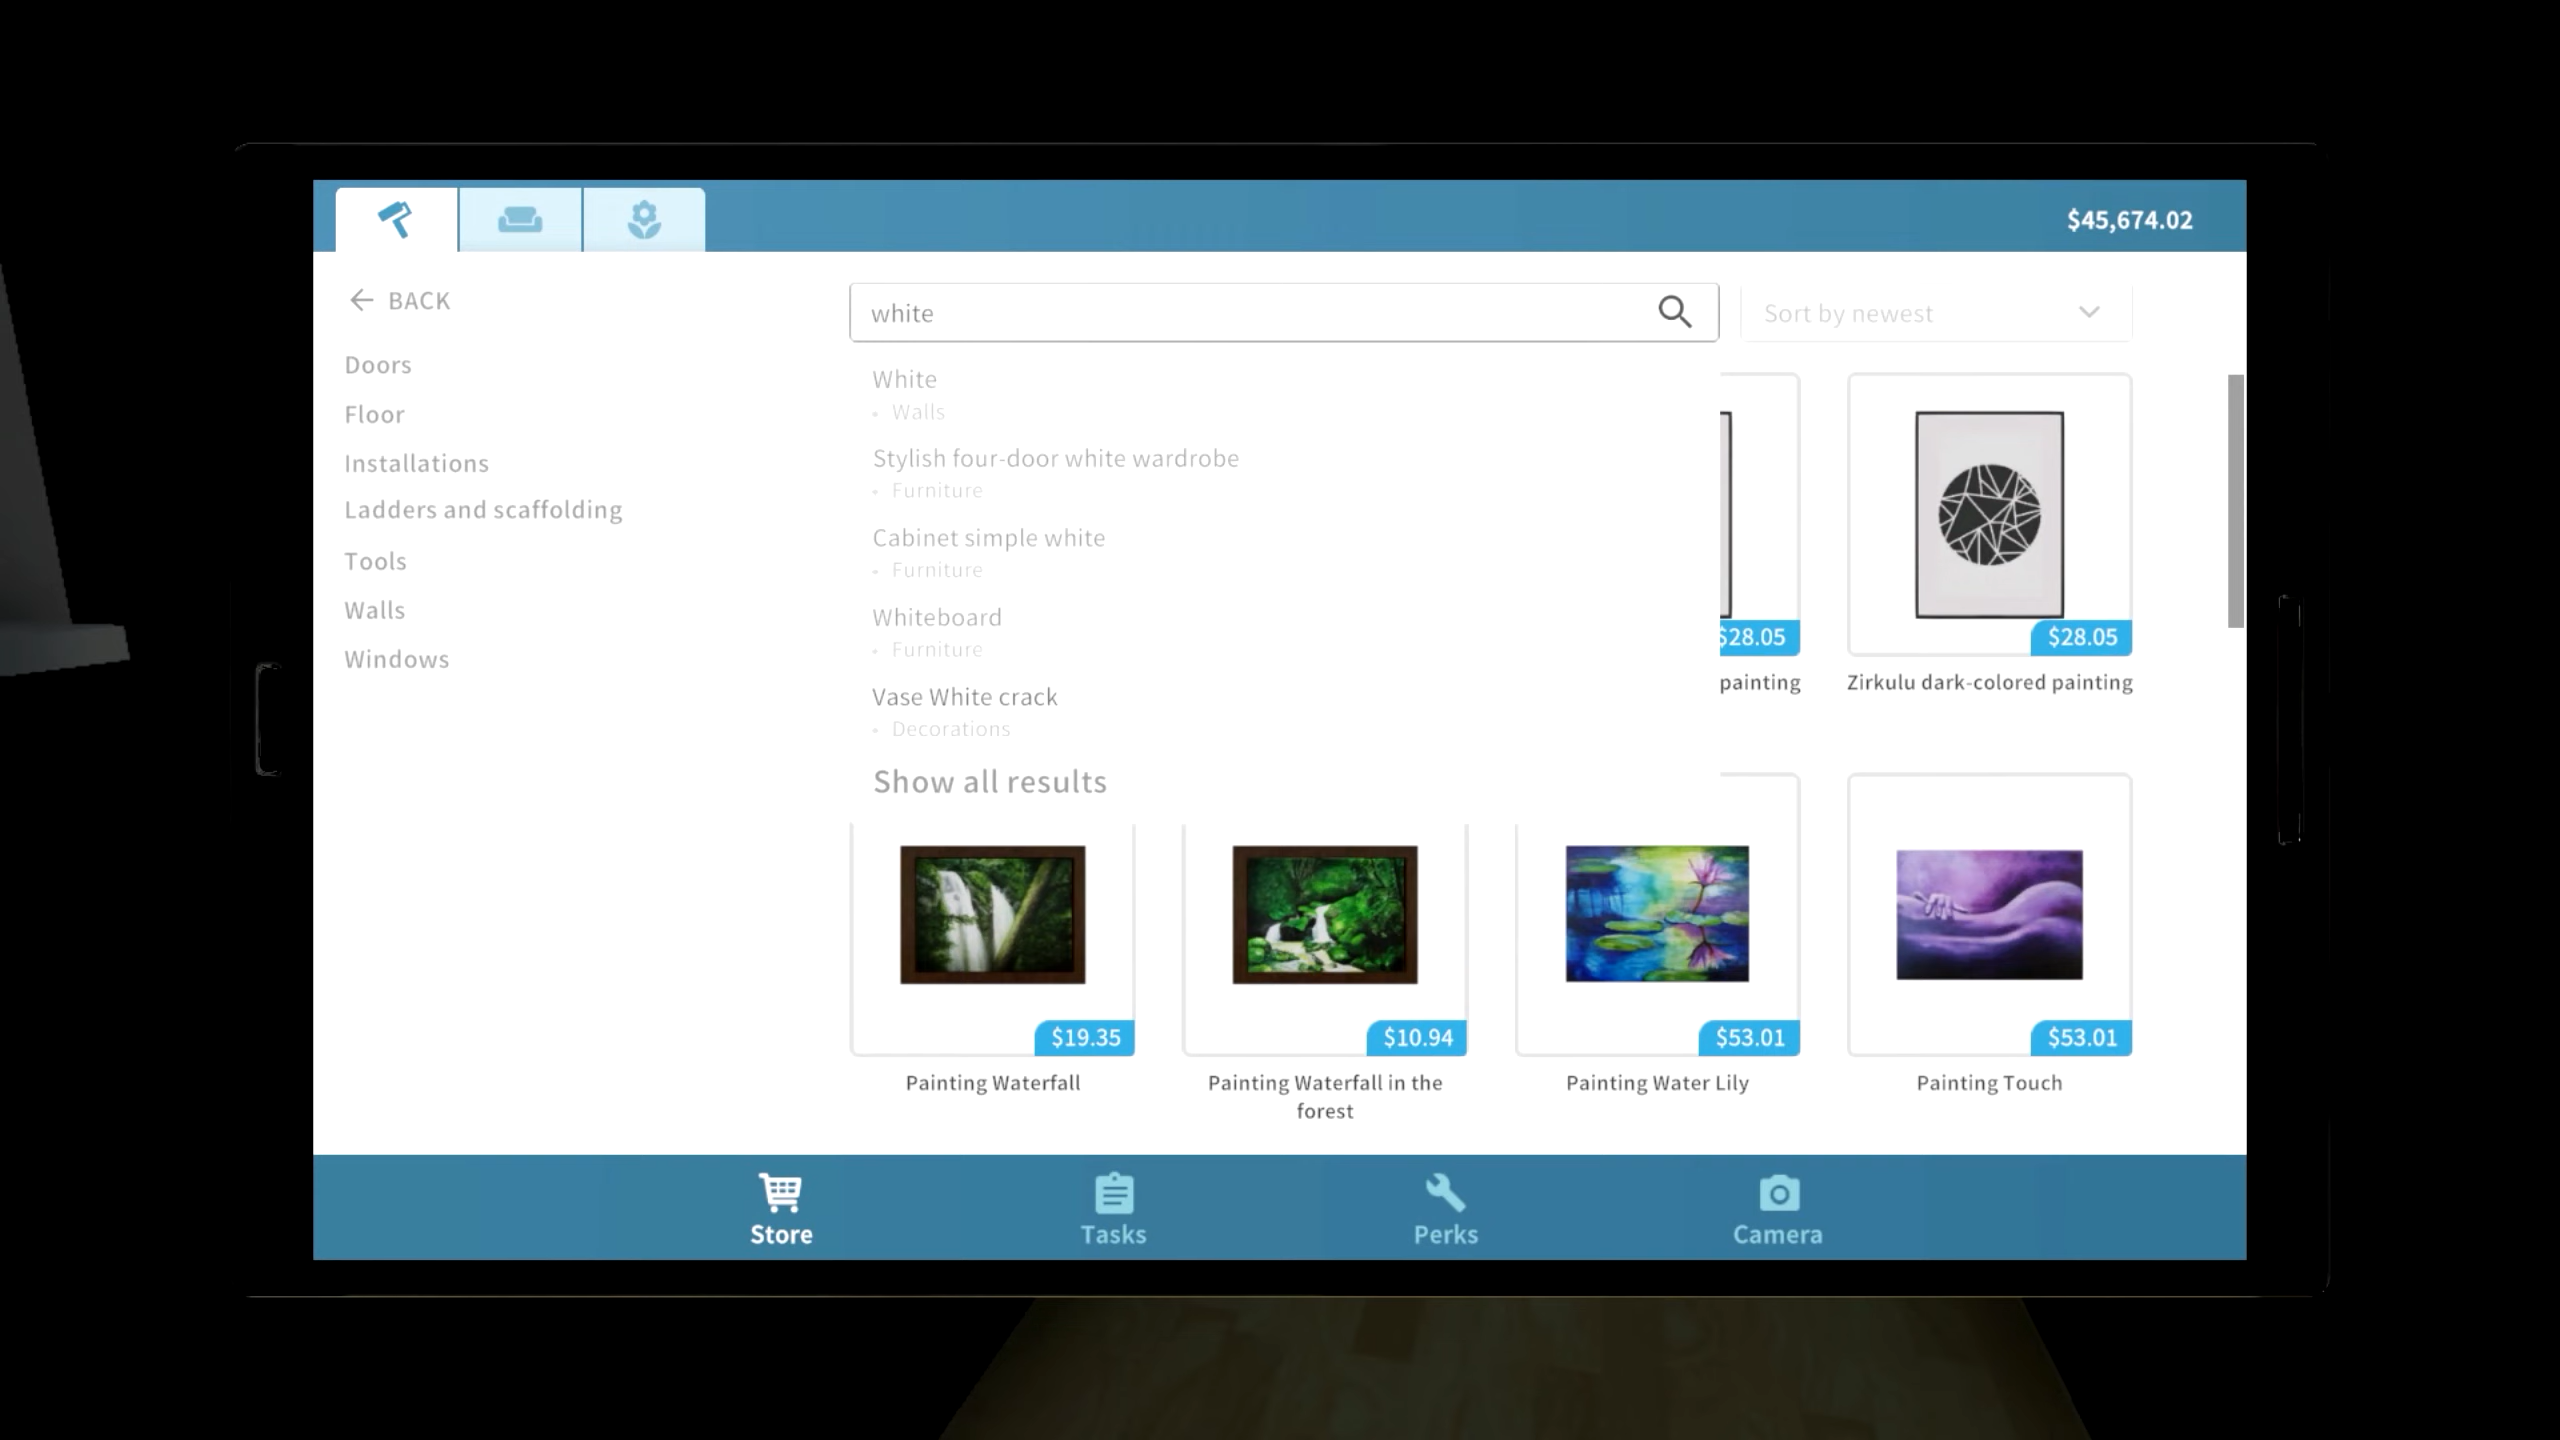 $45,674.02
BACK
white
Sort by newest
Doors
Floor
Installations
Ladders and scaffolding
Tools
Walls
Windows
White
• Walls
Stylish four-door white wardrobe
• Furniture
Cabinet simple white
• Furniture
Whiteboard
• Furniture
Vase White crack
• Decorations
Show all results
$28.05
$28.05
painting
Zirkulu dark-colored painting
$19.35
$10.94
$53.01
$53.01
Painting Waterfall
Painting Waterfall in the
forest
Painting Water Lily
Painting Touch
Store
Tasks
Perks
Camera